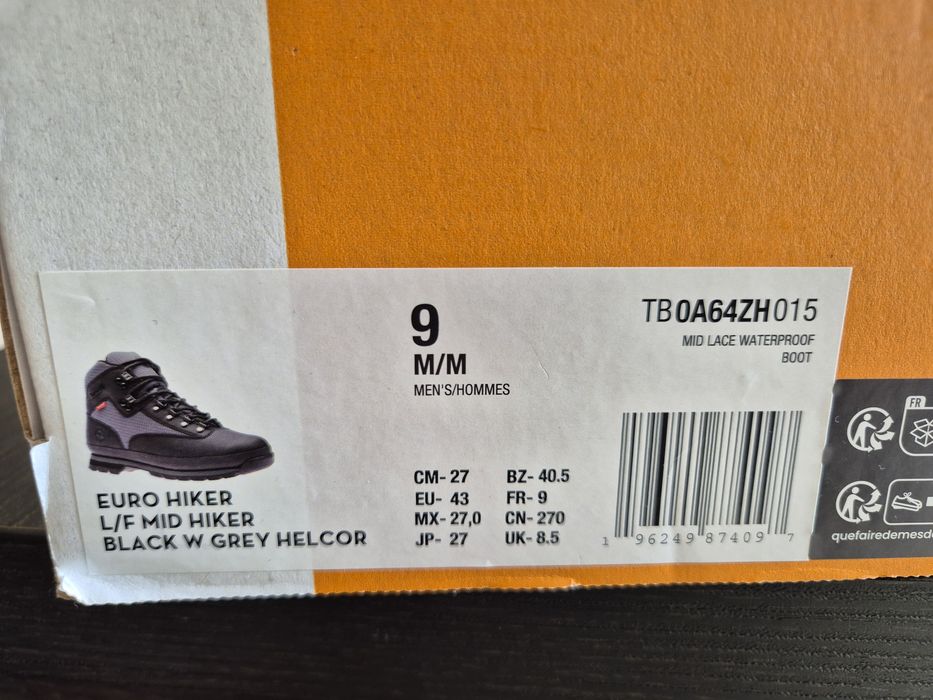 9
M/M
MEN'S/HOMMES
TB0A64ZH015
MID LACE WATERPROOF
BOOT
EURO HIKER
L/F MID HIKER
BLACK W GREY HELCOR
CM- 27 BZ- 40.5
EU- 43 FR- 9
MX- 27,0 CN- 270
JP- 27 UK- 8.5
1 96249 87409 7
FR
quefairedemesd